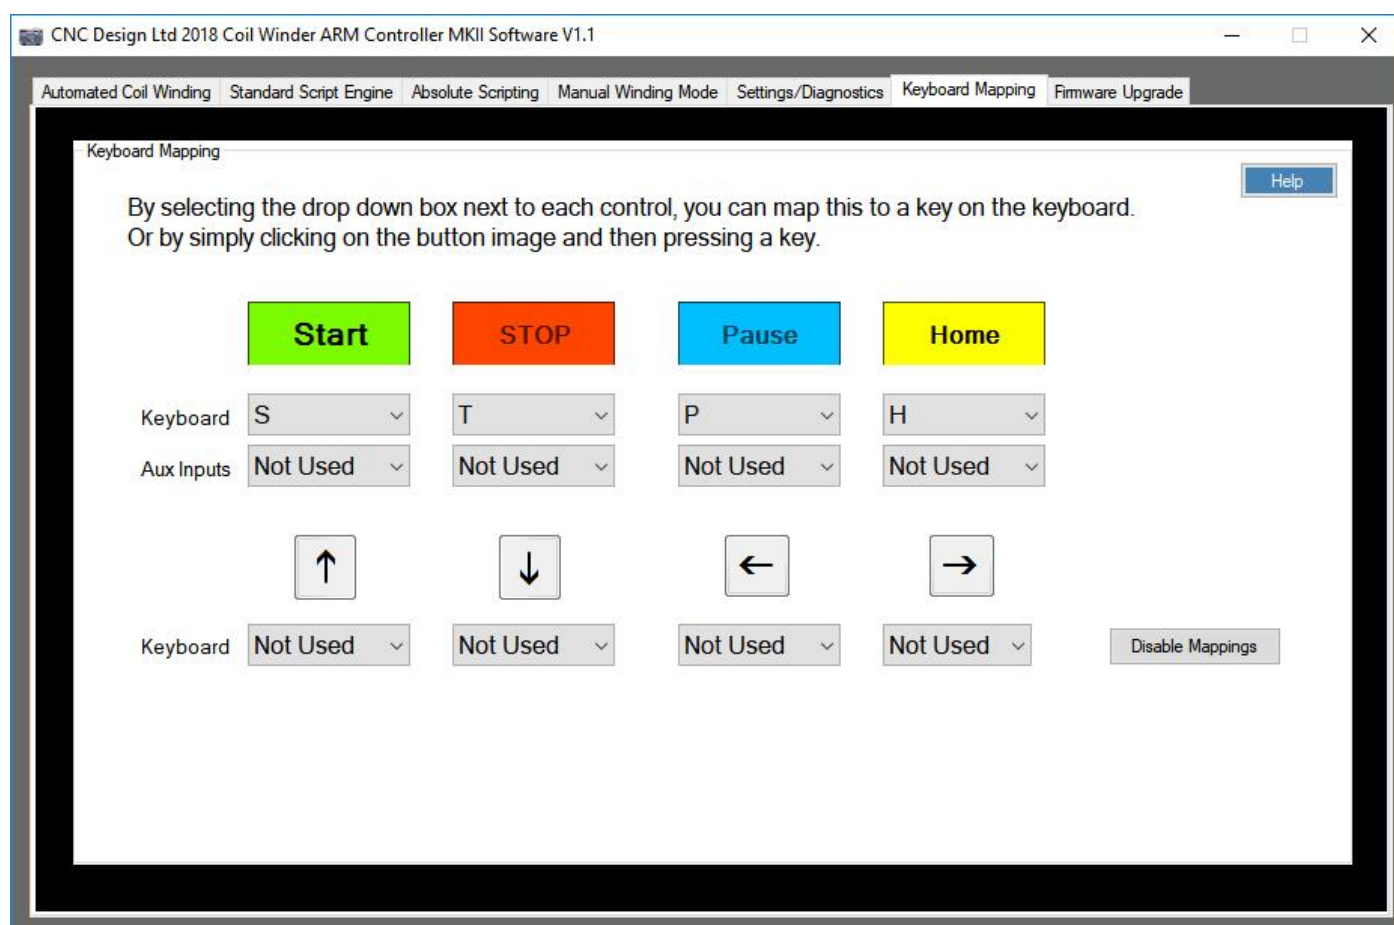 CNC Design Ltd 2018 Coil Winder ARM Controller MKII Software V1.1
Automated Coil Winding Standard Script Engine Absolute Scripting Manual Winding Mode Settings/Diagnostics Keyboard Mapping Firmware Upgrade
Keyboard Mapping
Help
By selecting the drop down box next to each control, you can map this to a key on the keyboard.
Or by simply clicking on the button image and then pressing a key.
Start STOP Pause Home
Keyboard S T P H
Aux Inputs Not Used Not Used Not Used Not Used
↑ ↓ ← →
Keyboard Not Used Not Used Not Used Not Used Disable Mappings